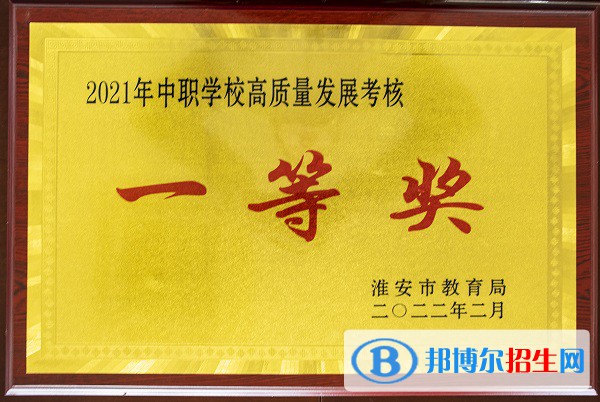 2021年中职学校高质量发展考核
一等奖
淮安市教育局
二〇二二年二月
B 邦博尔招生网